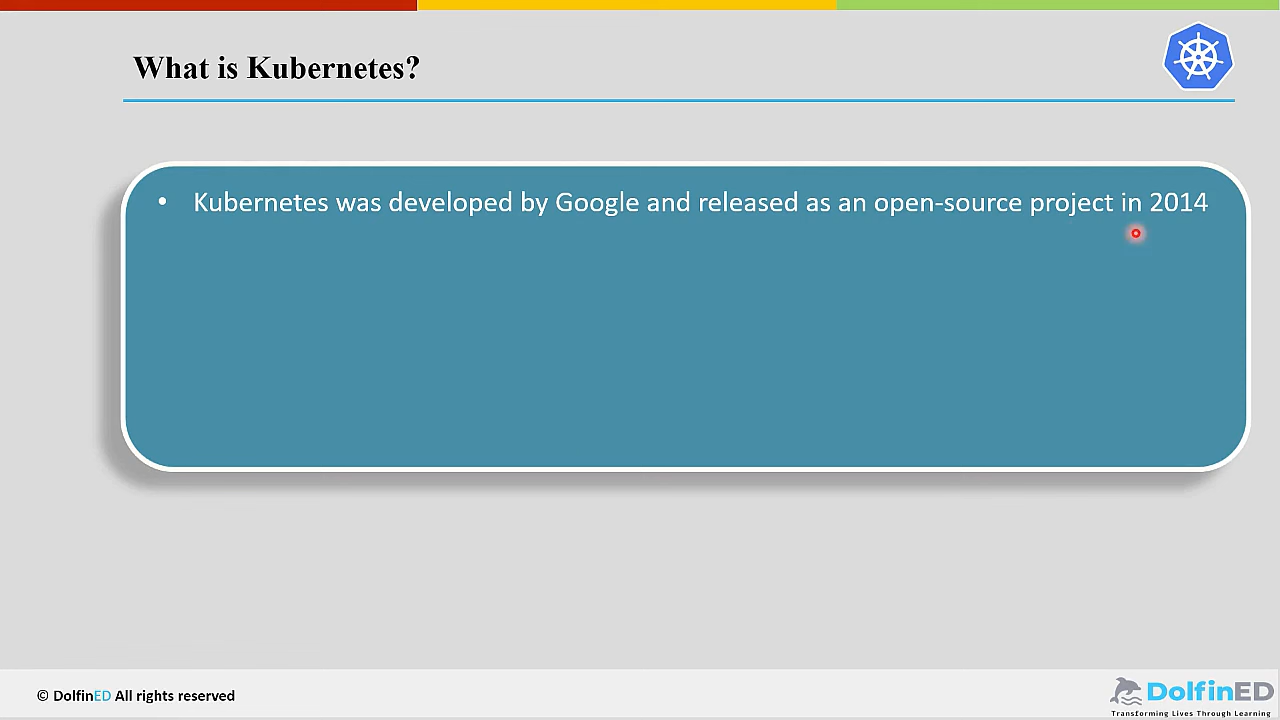 What is Kubernetes?
• Kubernetes was developed by Google and released as an open-source project in 2014
© DolfinED All rights reserved
DolfinED
Transforming Lives Through Learning